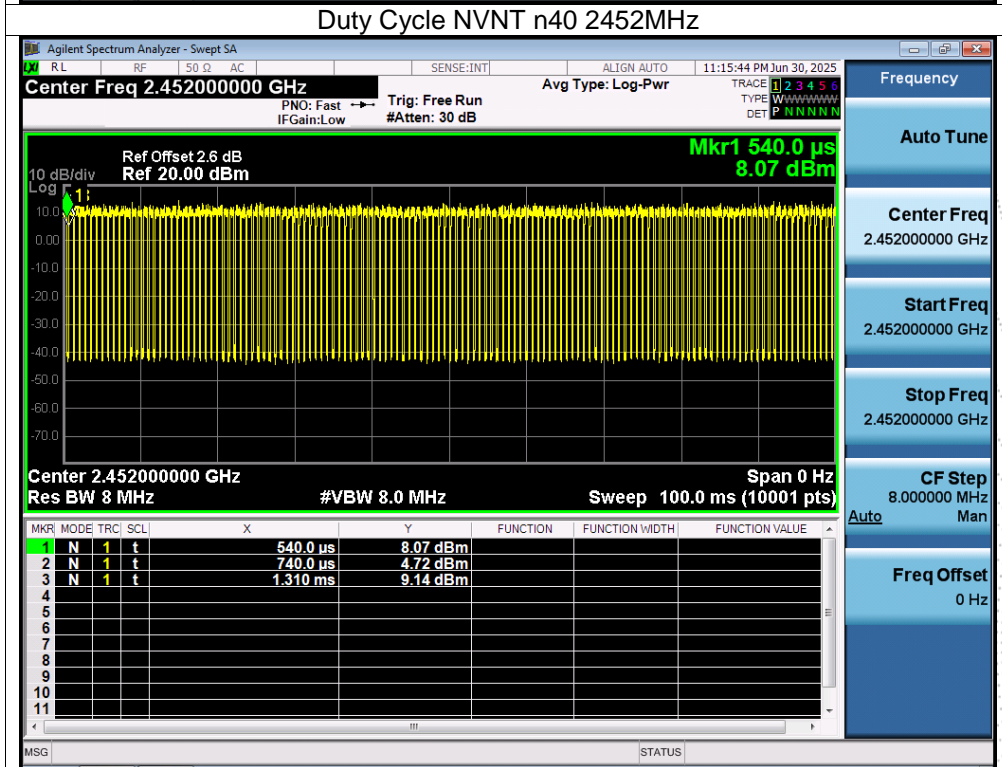 Duty Cycle NVNT n40 2452MHz
Agilent Spectrum Analyzer - Swept SA
LXI RL RF 50 Ω AC SENSE:INT ALIGN AUTO 11:15:44 PM Jun 30, 2025
Center Freq 2.452000000 GHz
PNO: Fast
IFGain:Low
Trig: Free Run
#Atten: 30 dB
Avg Type: Log-Pwr
TRACE 1 2 3 4 5 6
TYPE WWWWWW
DET P N N N N N
Mkr1 540.0 µs
8.07 dBm
Ref Offset 2.6 dB
10 dB/div Ref 20.00 dBm
Log
1
10.0
0.00
-10.0
-20.0
-30.0
-40.0
-50.0
-60.0
-70.0
Center 2.452000000 GHz Span 0 Hz
Res BW 8 MHz #VBW 8.0 MHz Sweep 100.0 ms (10001 pts)
MKR MODE TRC SCL X Y FUNCTION FUNCTION WIDTH FUNCTION VALUE
1 N 1 t 540.0 µs 8.07 dBm
2 N 1 t 740.0 µs 4.72 dBm
3 N 1 t 1.310 ms 9.14 dBm
4
5
6
7
8
9
10
11
MSG STATUS
Frequency
Auto Tune
Center Freq
2.452000000 GHz
Start Freq
2.452000000 GHz
Stop Freq
2.452000000 GHz
CF Step
8.000000 MHz
Auto Man
Freq Offset
0 Hz